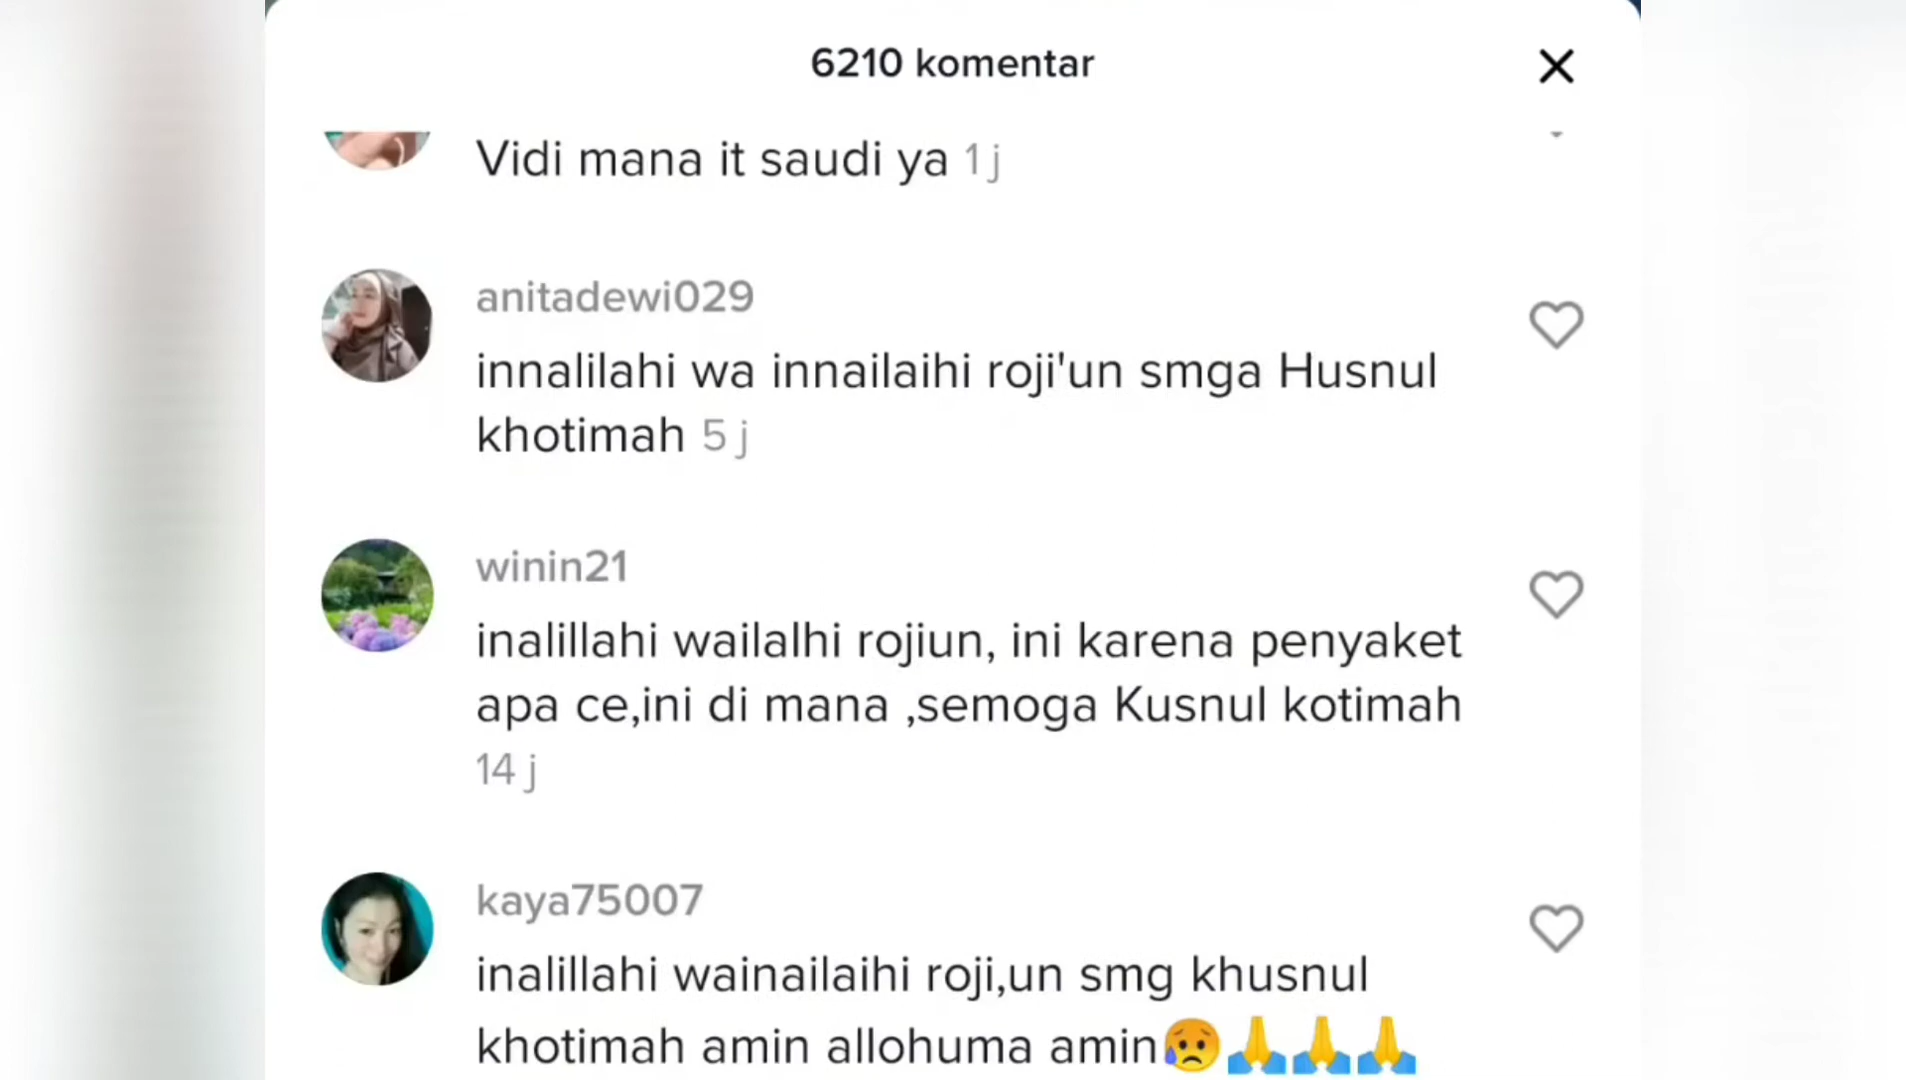 6210 komentar
Vidi mana it saudi ya 1 j
anitadewi029
innalilahi wa innailaihi roji'un smga Husnul
khotimah 5 j
winin21
inalillahi wailalhi rojiun, ini karena penyaket
apa ce,ini di mana ,semoga Kusnul kotimah
14 j
kaya75007
inalillahi wainailaihi roji,un smg khusnul
khotimah amin allohuma amin😥🙏🙏🙏